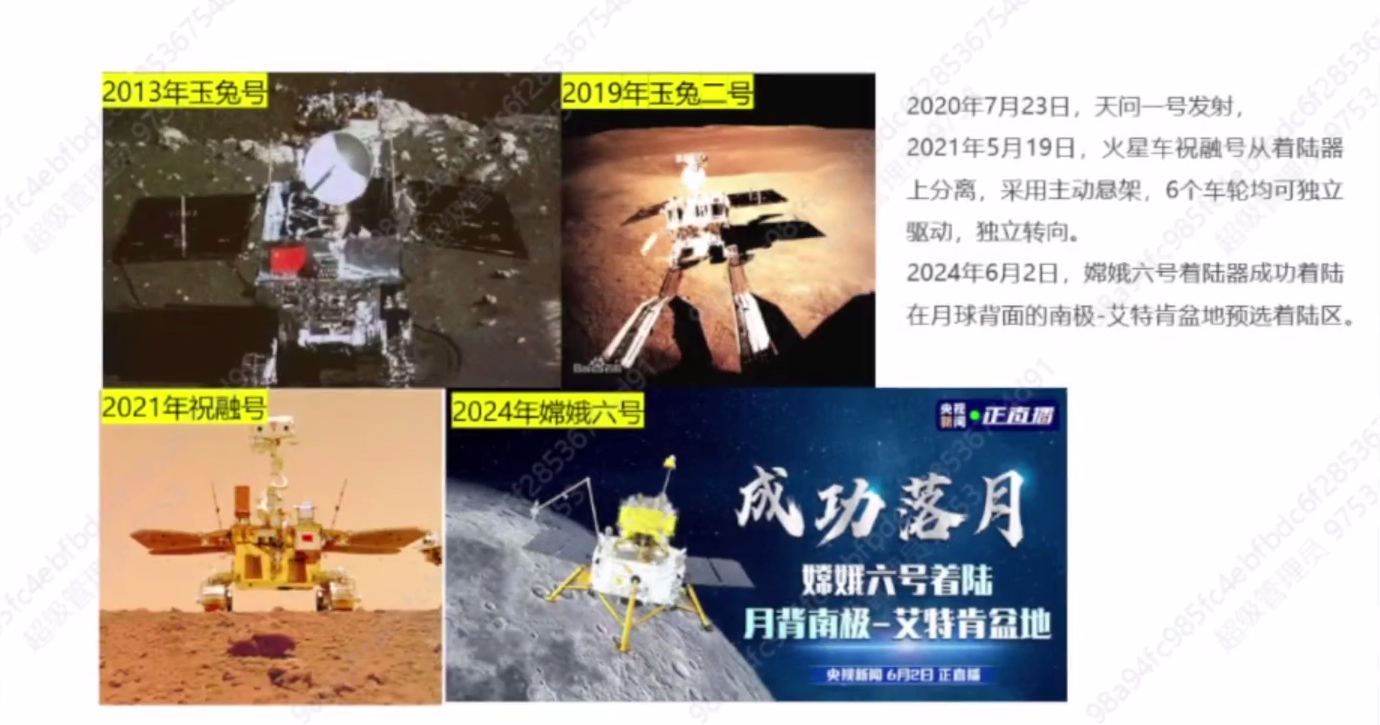 2013年玉兔号
2019年玉兔二号
2020年7月23日，天问一号发射，
2021年5月19日，火星车祝融号从着陆器
上分离，采用主动悬架，6个车轮均可独立
驱动，独立转向。
2024年6月2日，嫦娥六号着陆器成功着陆
在月球背面的南极-艾特肯盆地预选着陆区。
2021年祝融号
2024年嫦娥六号
央视
新闻
正直播
成功落月
嫦娥六号着陆
月背南极-艾特肯盆地
央视新闻 6月2日 正直播